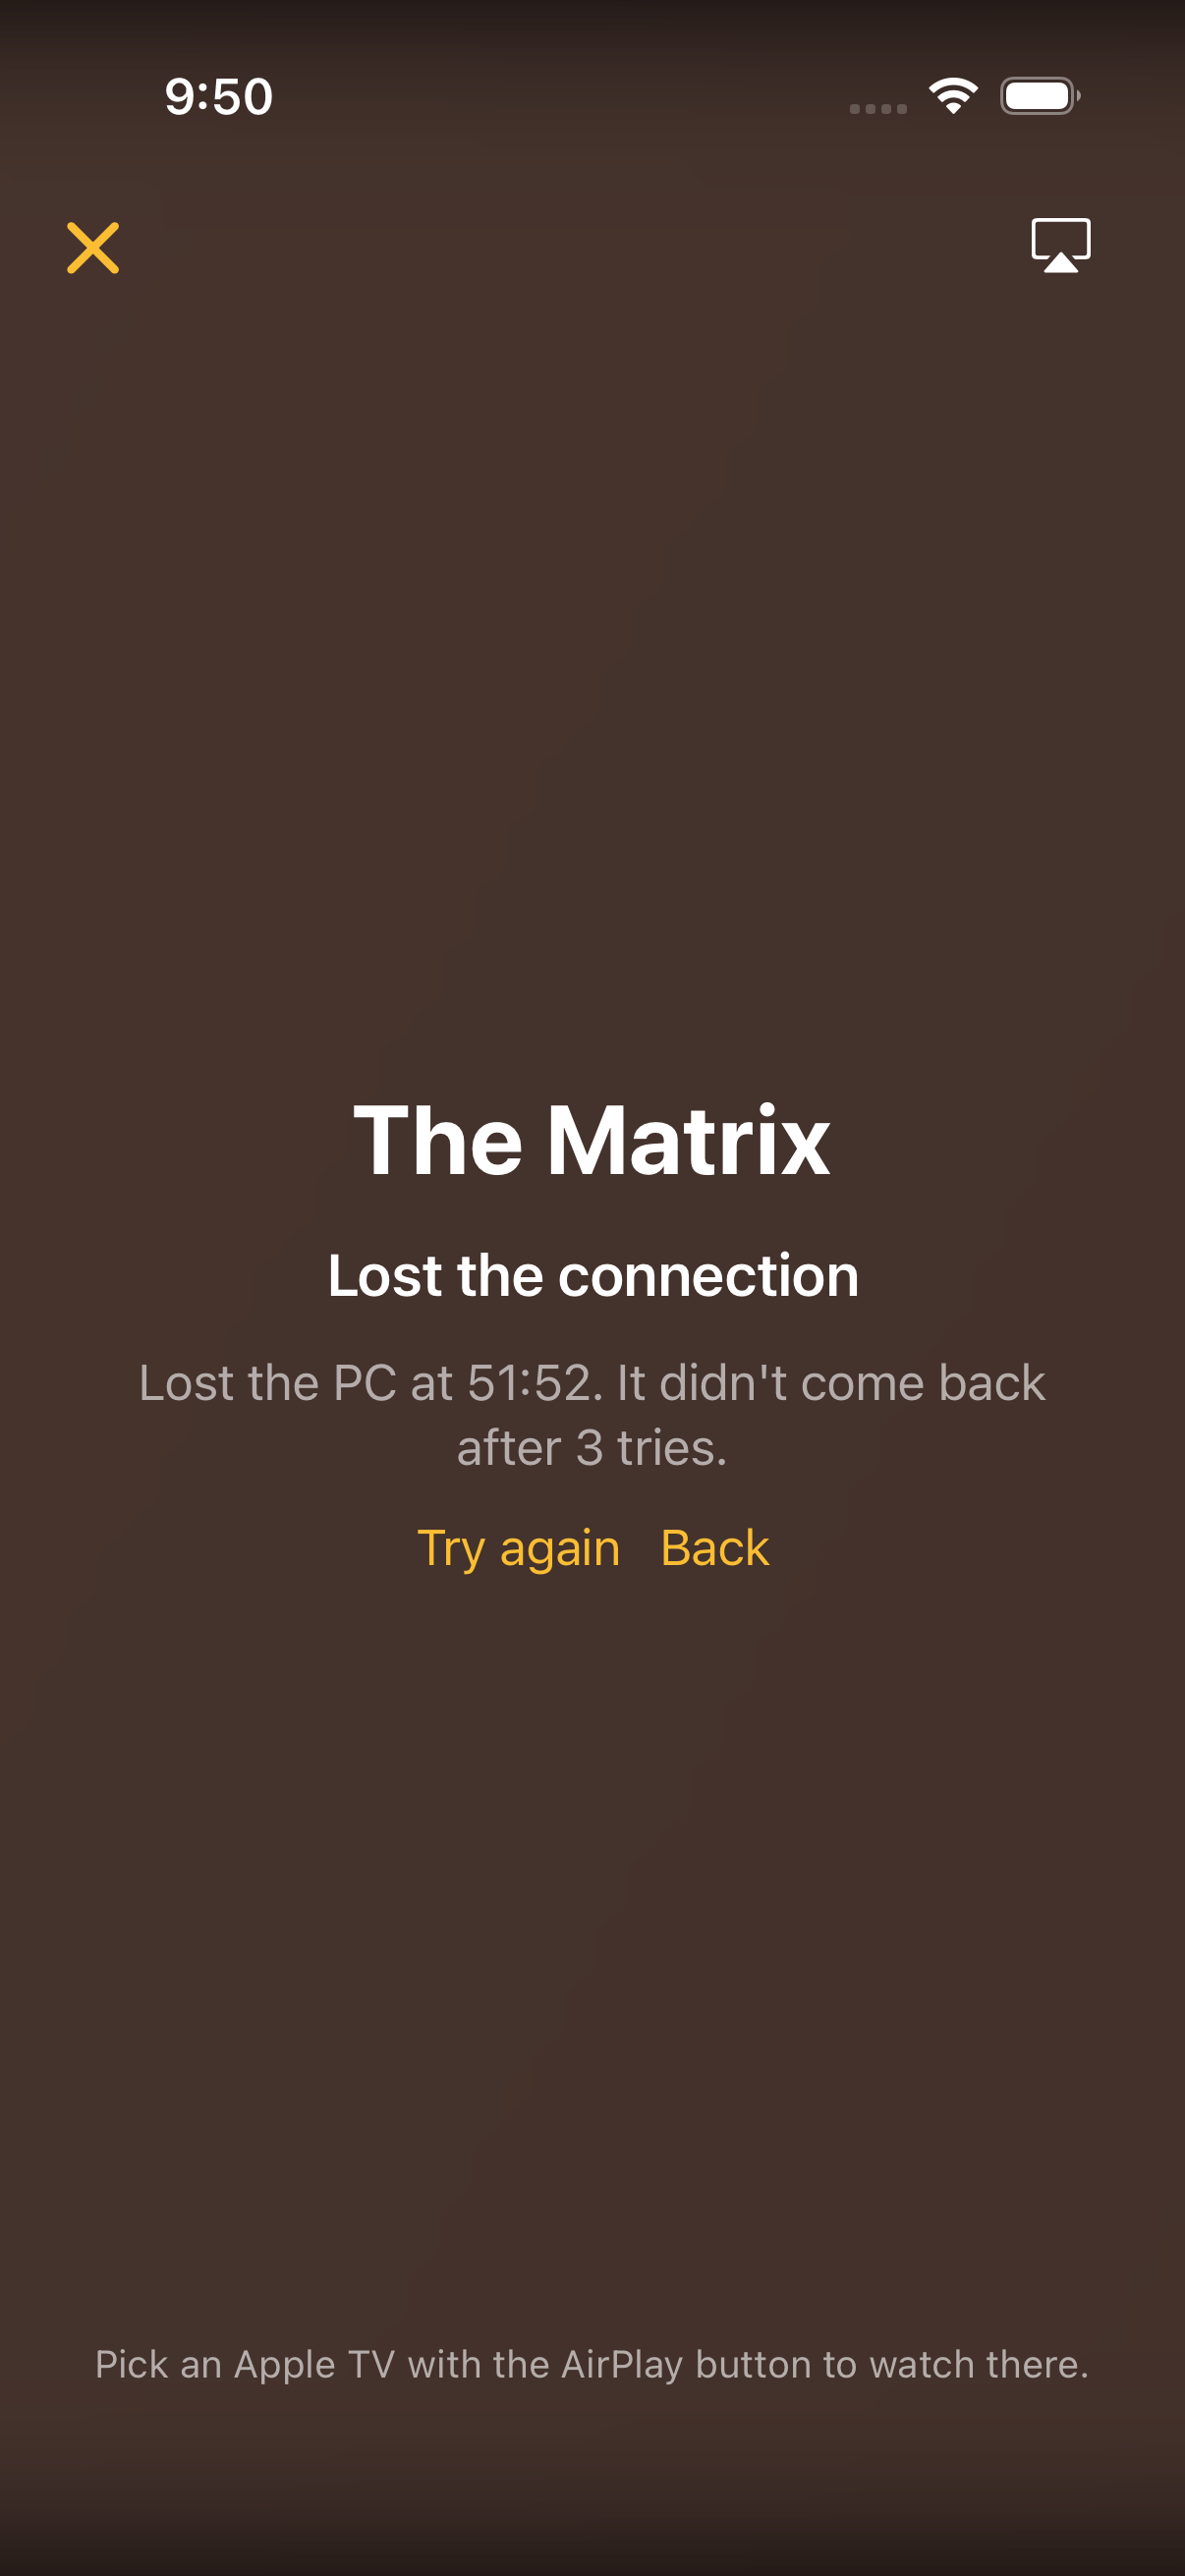 9:50
The Matrix
Lost the connection
Lost the PC at 51:52. It didn't come back
after 3 tries.
Try again Back
Pick an Apple TV with the AirPlay button to watch there.